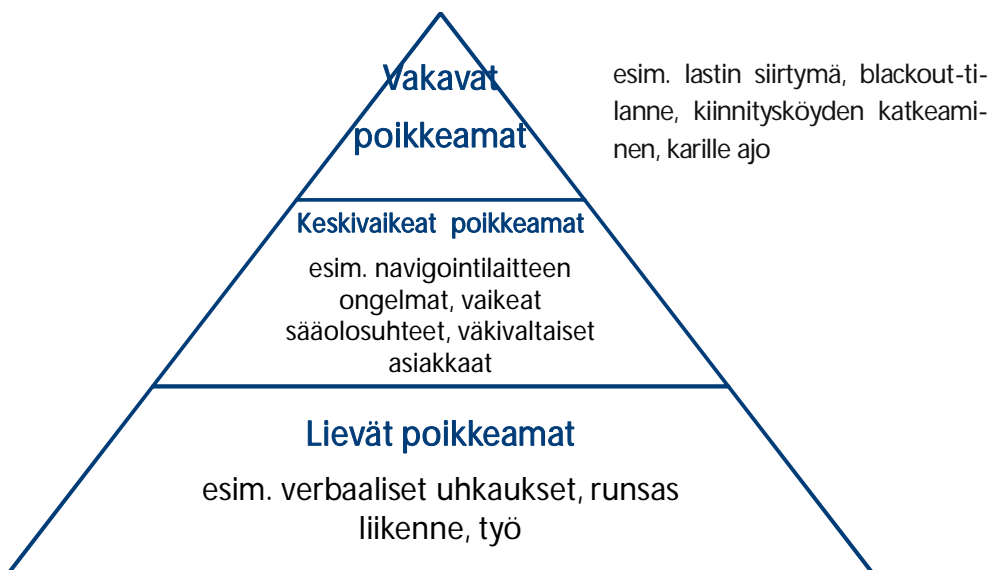 Vakavat
poikkeamat
esim. lastin siirtymä, blackout-ti-
lanne, kiinnitysköyden katkeami-
nen, karille ajo
Keskivaikeat poikkeamat
esim. navigointilaitteen
ongelmat, vaikeat
sääolosuhteet, väkivaltaiset
asiakkaat
Lievät poikkeamat
esim. verbaaliset uhkaukset, runsas
liikenne, työ